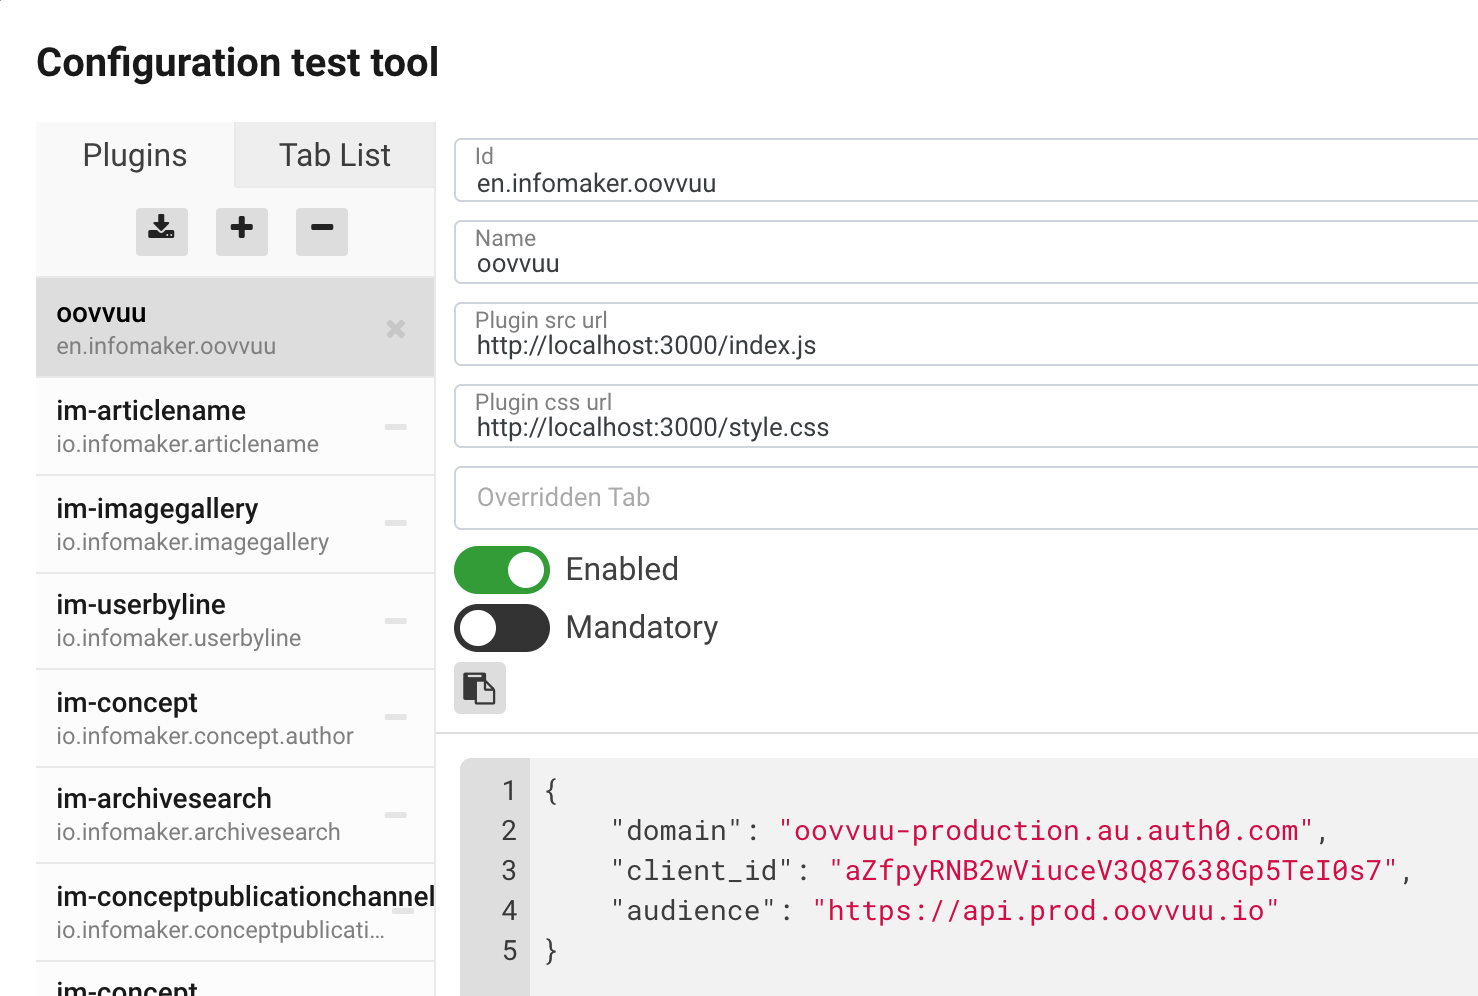 Configuration test tool
Plugins
Tab List
oovvuu
en.infomaker.oovvuu
im-articlename
io.infomaker.articlename
im-imagegallery
io.infomaker.imagegallery
im-userbyline
io.infomaker.userbyline
im-concept
io.infomaker.concept.author
im-archivesearch
io.infomaker.archivesearch
im-conceptpublicationchannel
io.infomaker.conceptpublicati...
im-concept
Id
en.infomaker.oovvuu
Name
oovvuu
Plugin src url
http://localhost:3000/index.js
Plugin css url
http://localhost:3000/style.css
Overridden Tab
Enabled
Mandatory
1 {
2 "domain": "oovvuu-production.au.auth0.com",
3 "client_id": "aZfpyRNB2wViuceV3Q87638Gp5TeI0s7",
4 "audience": "https://api.prod.oovvuu.io"
5 }